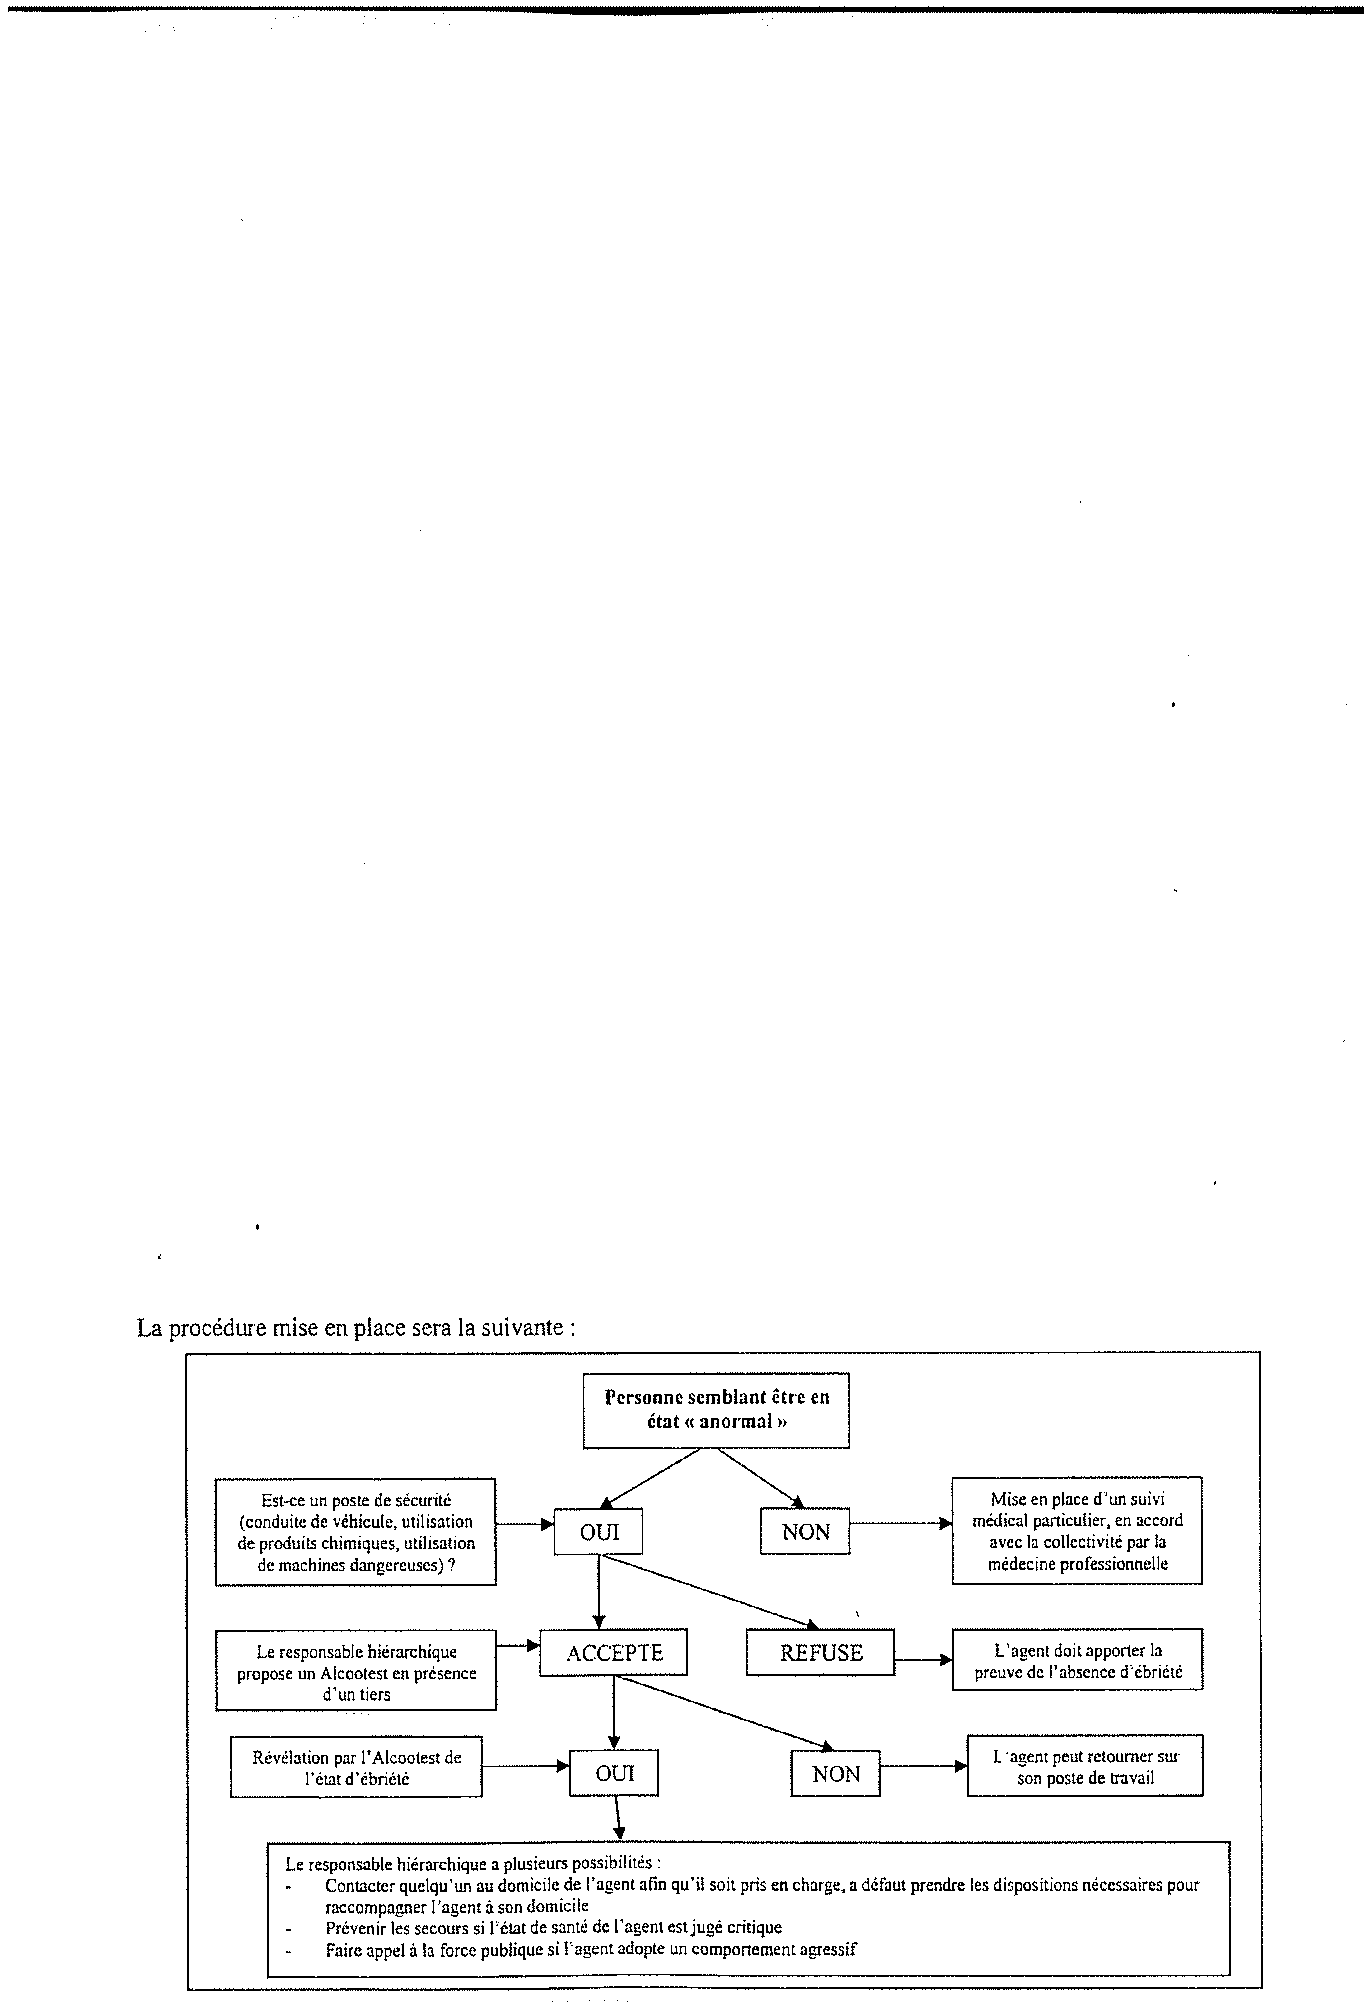 La procédure mise en place sera la suivante :
Personne semblant être en
état « anormal »
Est-ce un poste de sécurité
(conduite de véhicule, utilisation
de produits chimiques, utilisation
de machines dangereuses) ?
OUI
NON
Mise en place d'un suivi
médical particulier, en accord
avec la collectivité par la
médecine professionnelle
Le responsable hiérarchique
propose un Alcootest en présence
d'un tiers
ACCEPTE
REFUSE
L'agent doit apporter la
preuve de l'absence d'ébriété
Révélation par l'Alcootest de
l'état d'ébriété
OUI
NON
L'agent peut retourner sur
son poste de travail
Le responsable hiérarchique a plusieurs possibilités :
- Contacter quelqu'un au domicile de l'agent afin qu'il soit pris en charge, a défaut prendre les dispositions nécessaires pour
raccompagner l'agent à son domicile
- Prévenir les secours si l'état de santé de l'agent est jugé critique
- Faire appel à la force publique si l'agent adopte un comportement agressif